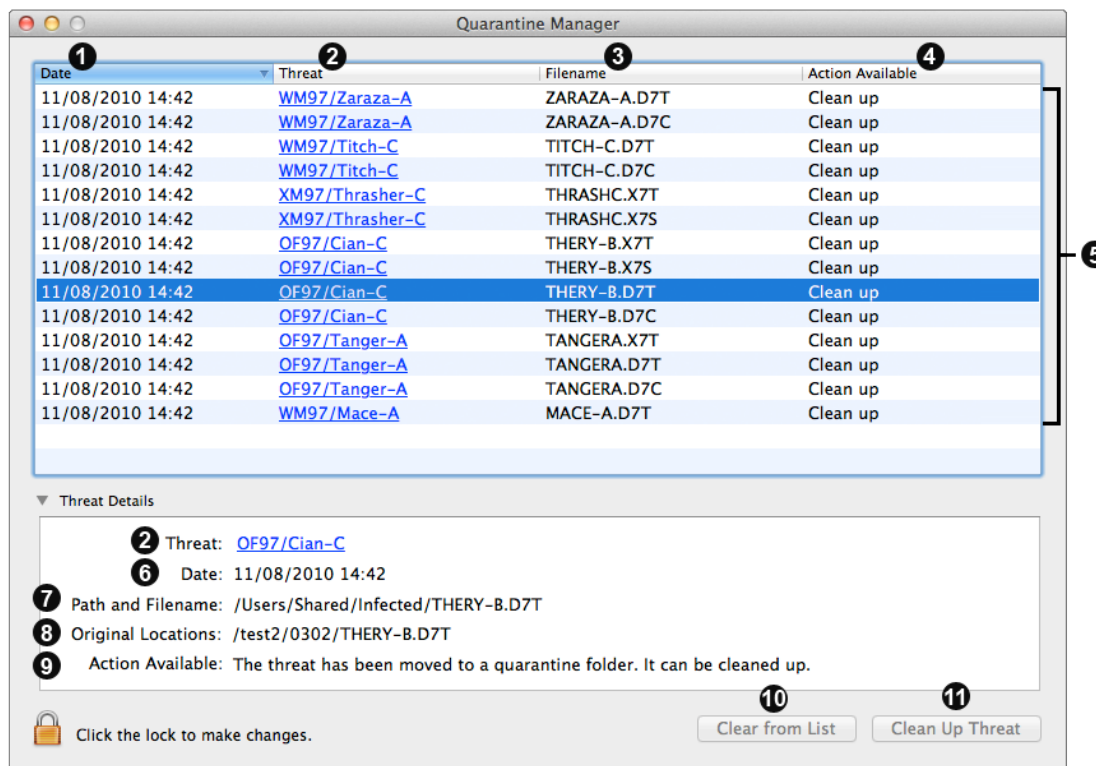 Quarantine Manager
1 2 3 4
Date Threat Filename Action Available
11/08/2010 14:42 WM97/Zaraza-A ZARAZA-A.D7T Clean up
11/08/2010 14:42 WM97/Zaraza-A ZARAZA-A.D7C Clean up
11/08/2010 14:42 WM97/Titch-C TITCH-C.D7T Clean up
11/08/2010 14:42 WM97/Titch-C TITCH-C.D7C Clean up
11/08/2010 14:42 XM97/Thrasher-C THRASHC.X7T Clean up
11/08/2010 14:42 XM97/Thrasher-C THRASHC.X7S Clean up
11/08/2010 14:42 OF97/Cian-C THERY-B.X7T Clean up
5
11/08/2010 14:42 OF97/Cian-C THERY-B.X7S Clean up
11/08/2010 14:42 OF97/Cian-C THERY-B.D7T Clean up
11/08/2010 14:42 OF97/Cian-C THERY-B.D7C Clean up
11/08/2010 14:42 OF97/Tanger-A TANGERA.X7T Clean up
11/08/2010 14:42 OF97/Tanger-A TANGERA.D7T Clean up
11/08/2010 14:42 OF97/Tanger-A TANGERA.D7C Clean up
11/08/2010 14:42 WM97/Mace-A MACE-A.D7T Clean up
Threat Details
2 Threat: OF97/Cian-C
6 Date: 11/08/2010 14:42
7 Path and Filename: /Users/Shared/Infected/THERY-B.D7T
8 Original Locations: /test2/0302/THERY-B.D7T
9 Action Available: The threat has been moved to a quarantine folder. It can be cleaned up.
10 11
Click the lock to make changes. Clear from List Clean Up Threat